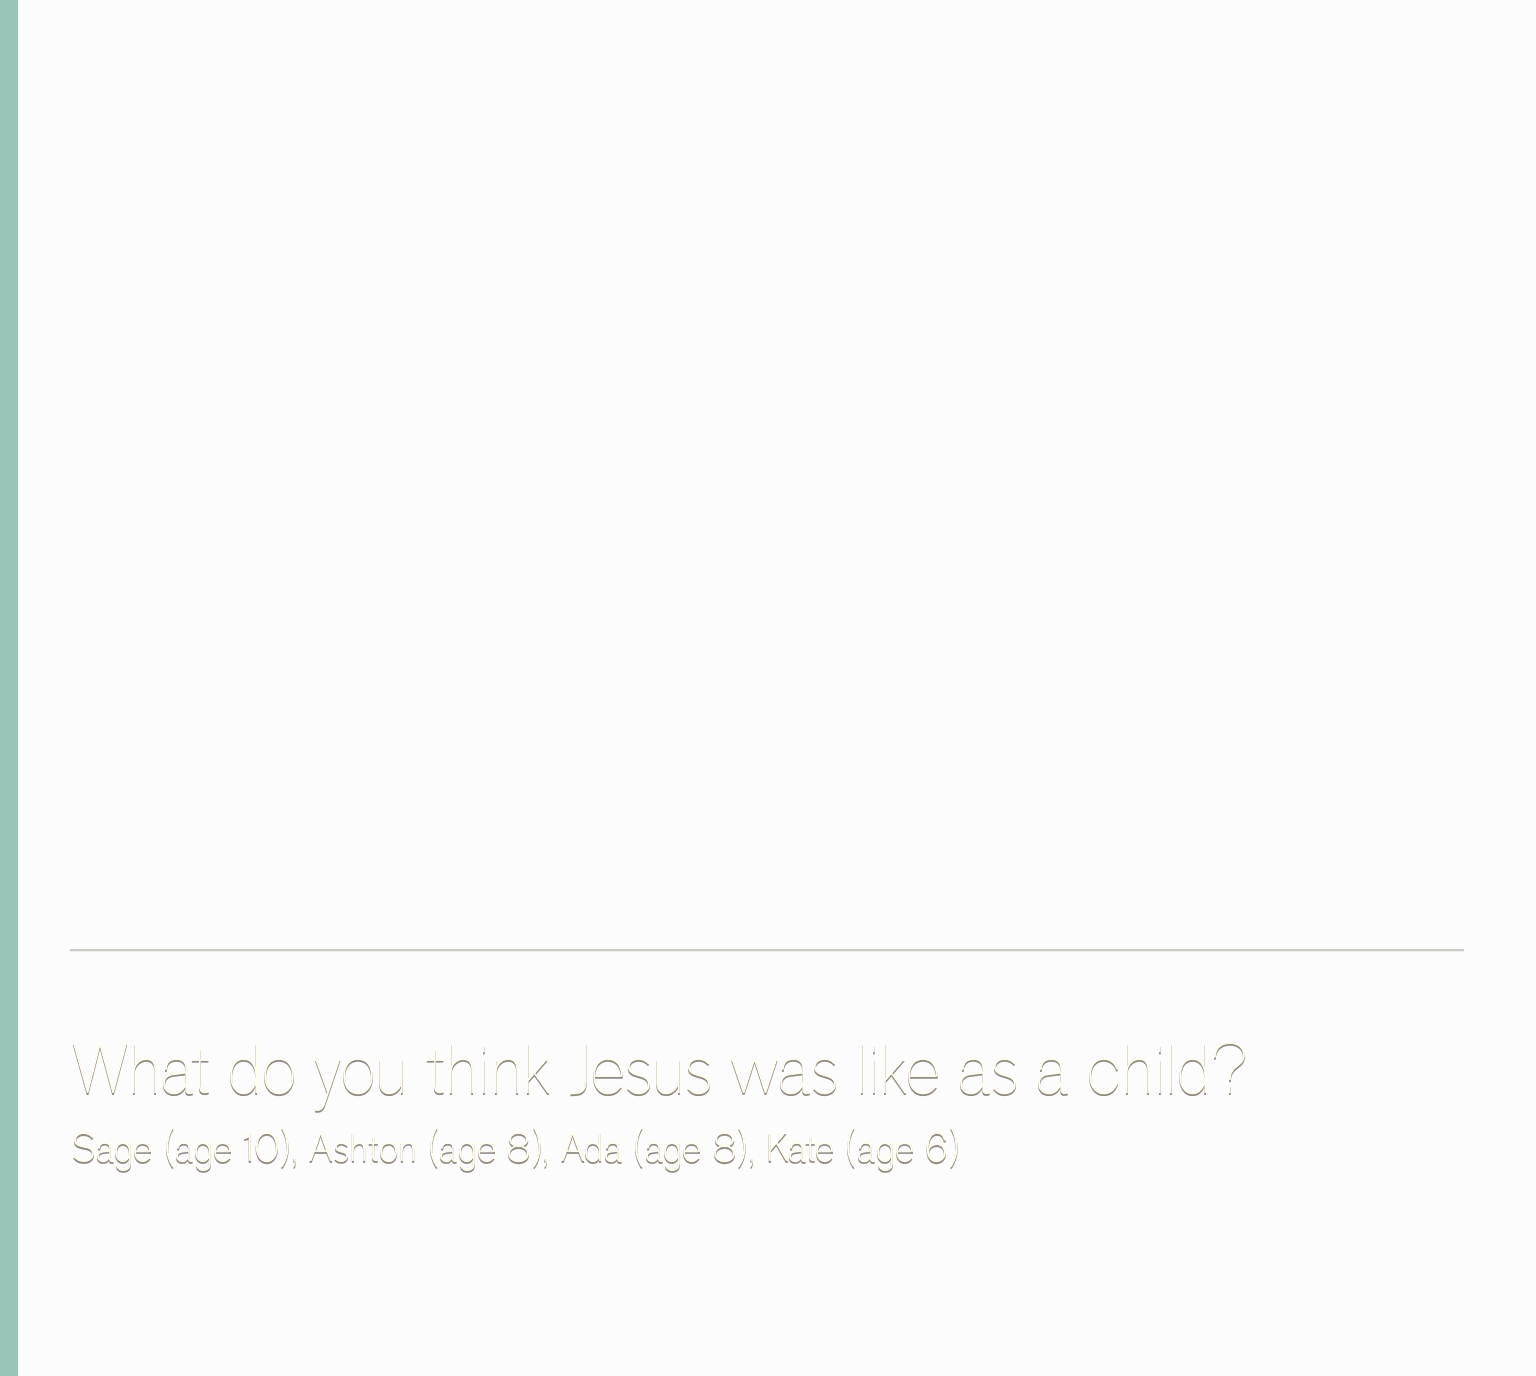 What do you think Jesus was like as a child?
Sage (age 10), Ashton (age 8), Ada (age 8), Kate (age 6)